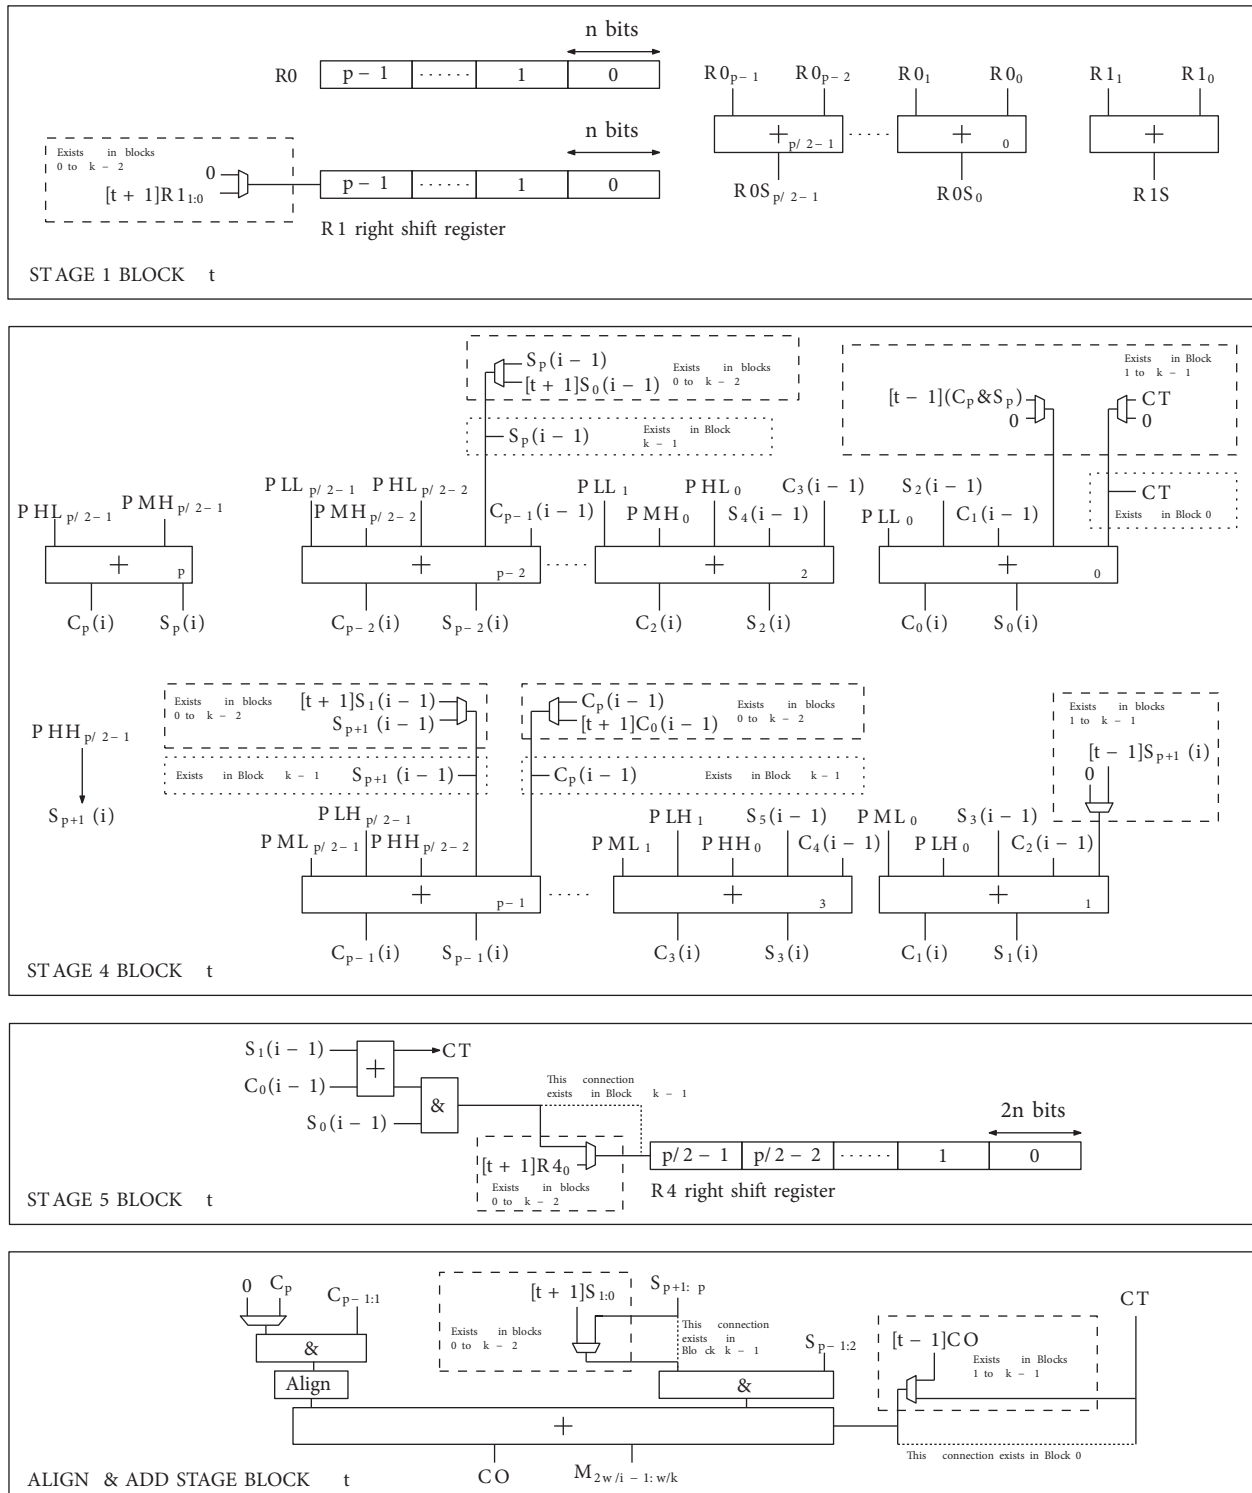 n bits
R0 p − 1 ...... 1 0
R0p−1 R0p−2 R01 R00 R11 R10
n bits
Exists in blocks
0 to k − 2
0
[t + 1]R11:0
p − 1 ...... 1 0
+ p/2−1 ..... + 0 +
R0Sp/2−1 R0S0 R1S
R1 right shift register
STAGE 1 BLOCK t
Sp(i − 1)
[t + 1]S0(i − 1)
Exists in blocks
0 to k − 2
Exists in Block
1 to k − 1
[t − 1](Cp&Sp)
0
CT
0
Sp(i − 1)
Exists in Block
k − 1
CT
Exists in Block 0
PHLp/2−1 PMHp/2−1
PLLp/2−1 PHLp/2−2
PMHp/2−2 Cp−1(i − 1)
PLL1 PHL0 C3(i − 1)
PMH0 S4(i − 1)
S2(i − 1)
PLL0 C1(i − 1)
+ p + p−2 ..... + 2 + 0
Cp(i) Sp(i) Cp−2(i) Sp−2(i) C2(i) S2(i) C0(i) S0(i)
Exists in blocks
0 to k − 2
[t + 1]S1(i − 1)
Sp+1 (i − 1)
Cp(i − 1)
[t + 1]C0(i − 1)
Exists in blocks
0 to k − 2
Exists in blocks
1 to k − 1
[t − 1]Sp+1 (i)
0
PHHp/2−1
Sp+1 (i)
Exists in Block k − 1 Sp+1 (i − 1)
Cp(i − 1) Exists in Block k − 1
PLHp/2−1
PMLp/2−1 PHHp/2−2
PLH1 S5(i − 1)
PML1 PHH0 C4(i − 1)
PML0 S3(i − 1)
PLH0 C2(i − 1)
+ p−1 ..... + 3 + 1
Cp−1(i) Sp−1(i) C3(i) S3(i) C1(i) S1(i)
STAGE 4 BLOCK t
S1(i − 1) + CT
C0(i − 1)
S0(i − 1) &
This connection
exists in Block k − 1
2n bits
[t + 1]R40
Exists in blocks
0 to k − 2
p/2 − 1 p/2 − 2 ...... 1 0
R4 right shift register
STAGE 5 BLOCK t
0 Cp
Cp−1:1
[t + 1]S1:0
Sp+1: p
CT
Exists in blocks
0 to k − 2
This connection
exists in
Block k − 1
Sp−1:2
[t − 1]CO
Exists in Blocks
1 to k − 1
&
Align
&
+
This connection exists in Block 0
CO M2w/i−1: w/k
ALIGN & ADD STAGE BLOCK t